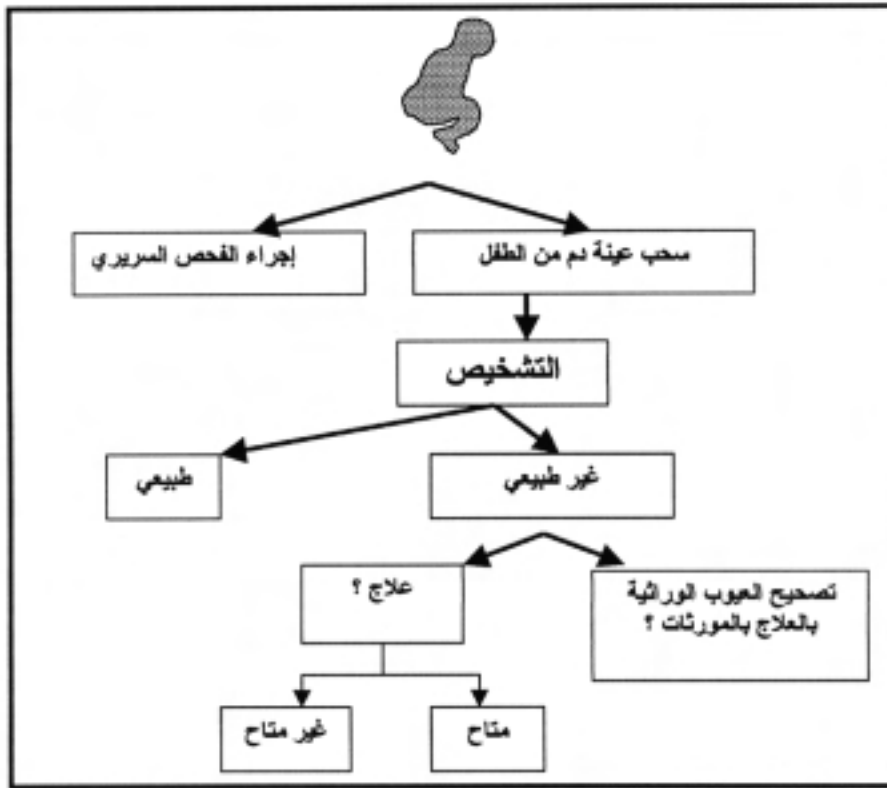 سحب عينة دم من الطفل
إجراء الفحص السريري
التشخيص
غير طبيعي
طبيعي
تصحيح العيوب الوراثية
بالعلاج بالمورثات ؟
علاج ؟
متاح
غير متاح